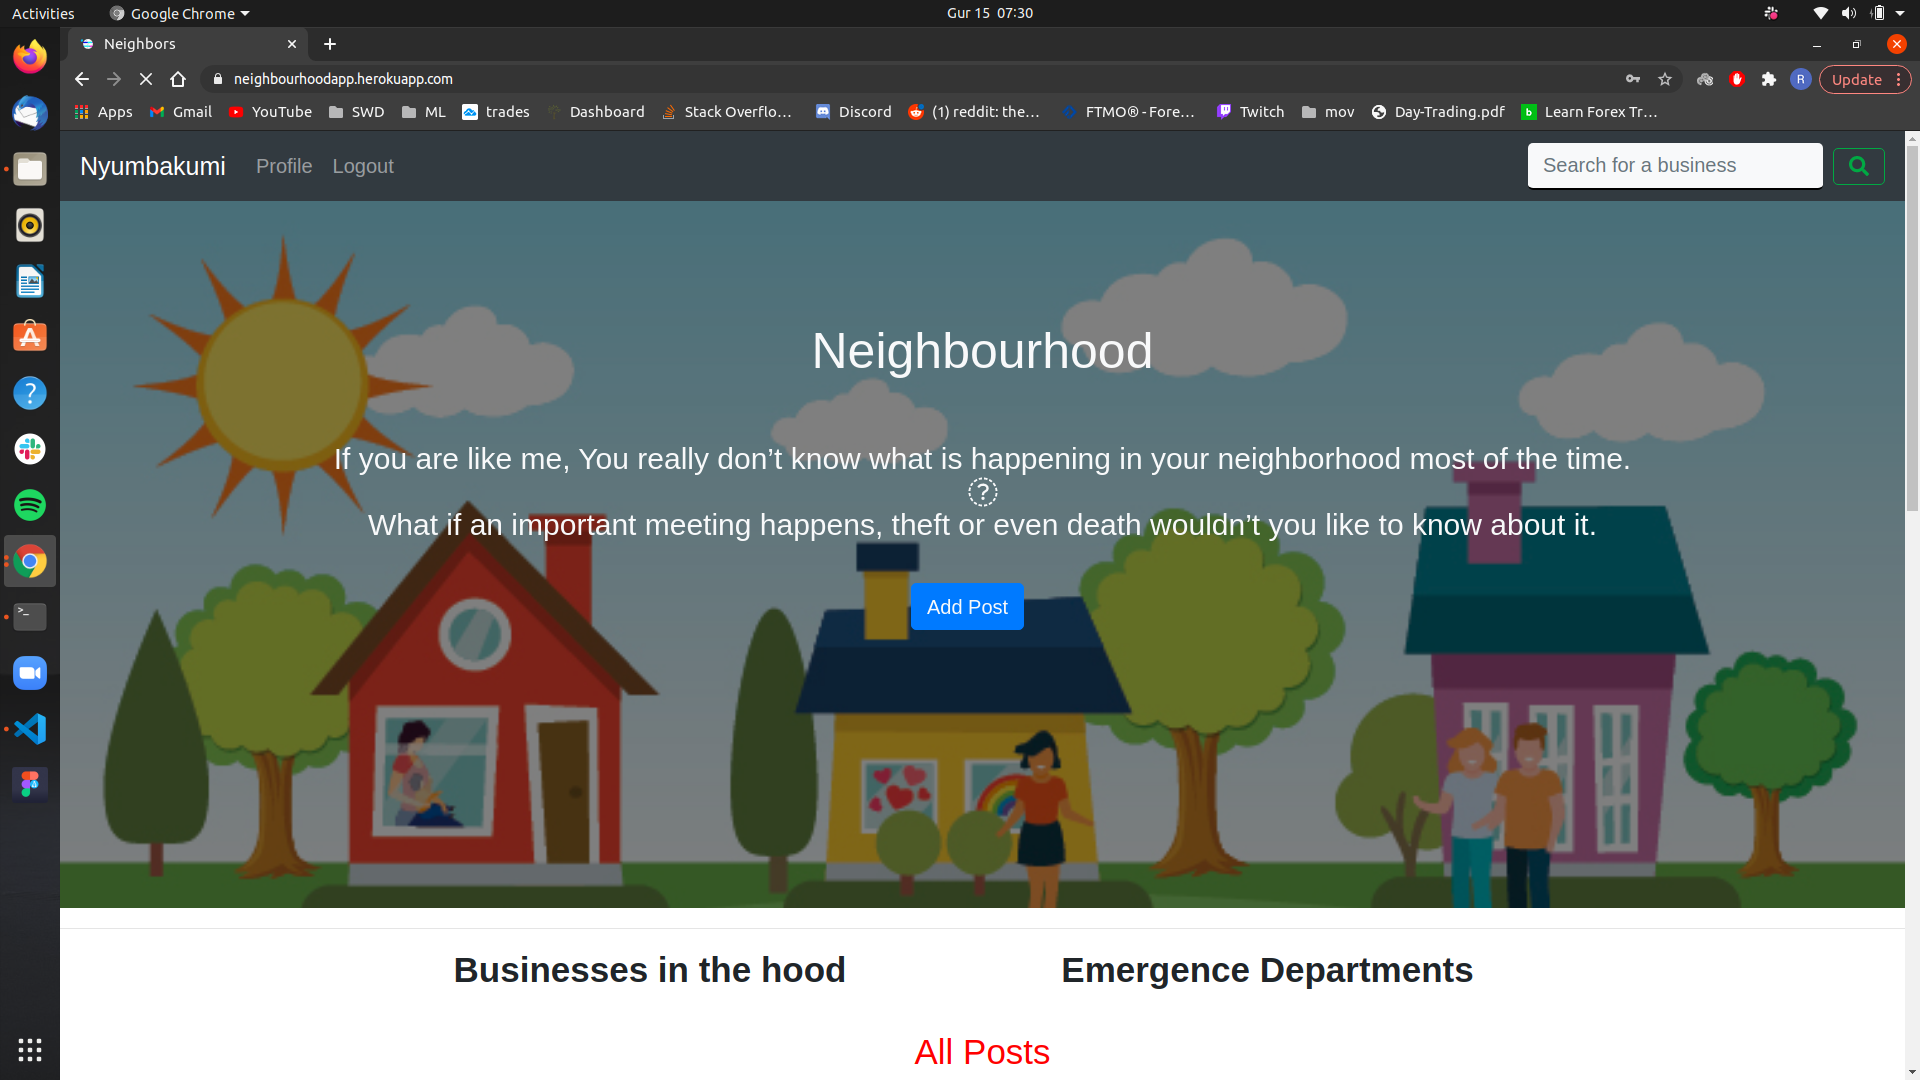 Activities
Google Chrome
Gur 15 07:30
Neighbors
neighbourhoodapp.herokuapp.com
R
Update
Apps
Gmail
YouTube
SWD
ML
trades
Dashboard
Stack Overflo…
Discord
(1) reddit: the…
FTMO® - Fore…
Twitch
mov
Day-Trading.pdf
Learn Forex Tr…
Nyumbakumi
Profile
Logout
Search for a business
Neighbourhood
If you are like me, You really don’t know what is happening in your neighborhood most of the time.
?
What if an important meeting happens, theft or even death wouldn’t you like to know about it.
Add Post
Businesses in the hood
Emergence Departments
All Posts